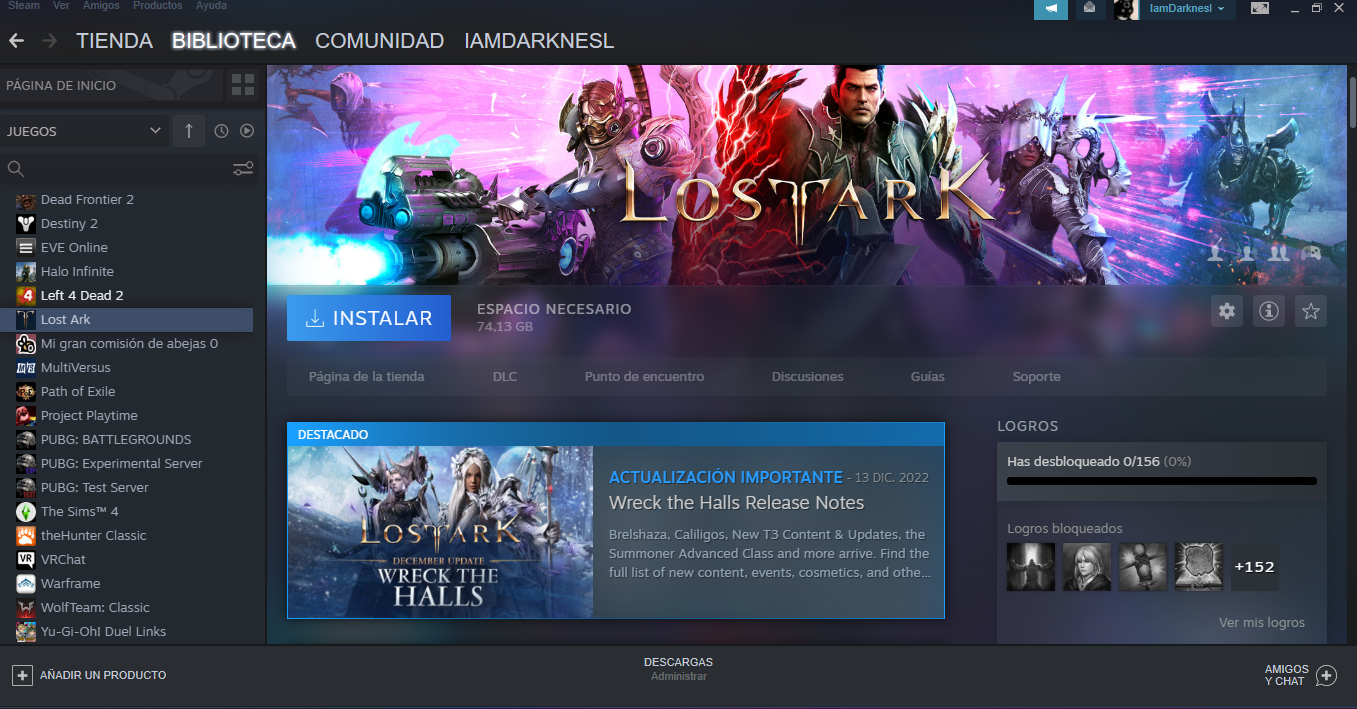 Steam Ver Amigos Productos Ayuda
IamDarknesl
TIENDA BIBLIOTECA COMUNIDAD IAMDARKNESL
PÁGINA DE INICIO
JUEGOS
Dead Frontier 2
Destiny 2
EVE Online
Halo Infinite
Left 4 Dead 2
Lost Ark
Mi gran comisión de abejas 0
MultiVersus
Path of Exile
Project Playtime
PUBG: BATTLEGROUNDS
PUBG: Experimental Server
PUBG: Test Server
The Sims™ 4
theHunter Classic
VR
VRChat
Warframe
WolfTeam: Classic
Yu-Gi-Oh! Duel Links
LOST ARK
INSTALAR
ESPACIO NECESARIO
74,13 GB
Página de la tienda DLC Punto de encuentro Discusiones Guías Soporte
DESTACADO
LOST ARK
DECEMBER UPDATE
WRECK THE
HALLS
ACTUALIZACIÓN IMPORTANTE - 13 DIC. 2022
Wreck the Halls Release Notes
Brelshaza, Caliligos, New T3 Content & Updates, the
Summoner Advanced Class and more arrive. Find the
full list of new content, events, cosmetics, and othe...
LOGROS
Has desbloqueado 0/156 (0%)
Logros bloqueados
+152
Ver mis logros
AÑADIR UN PRODUCTO
DESCARGAS
Administrar
AMIGOS
Y CHAT